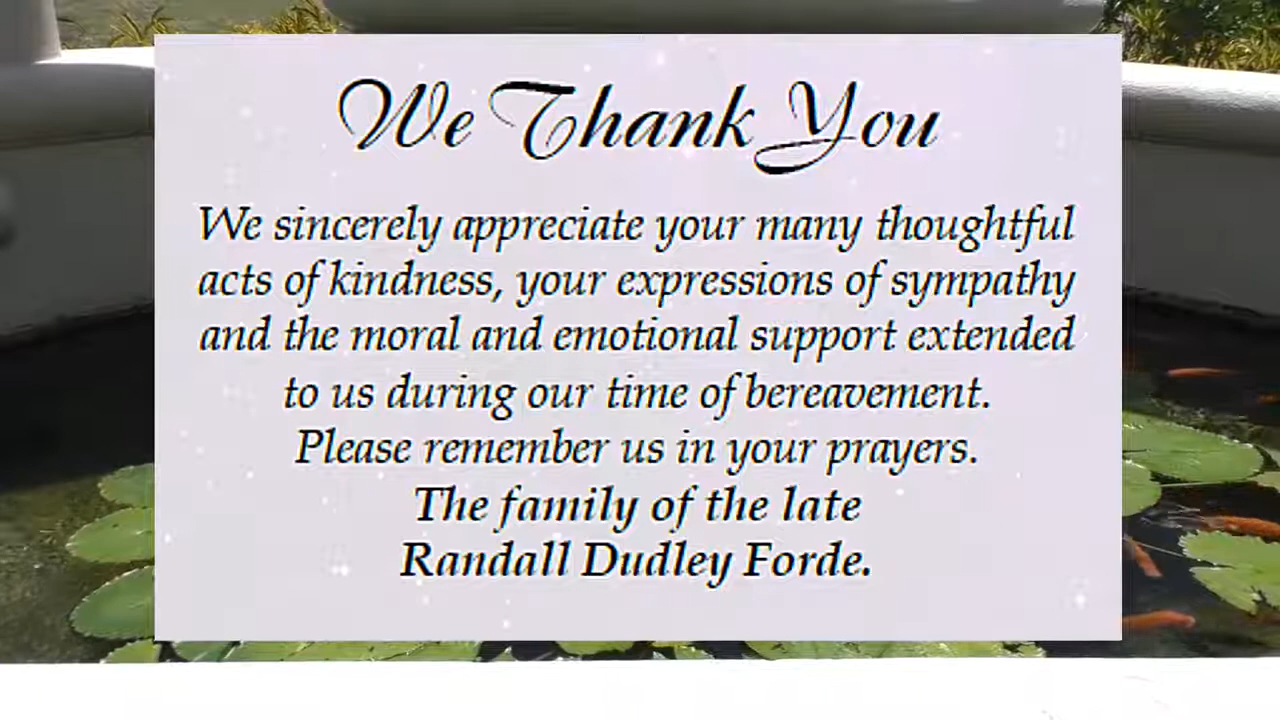 We Thank You
We sincerely appreciate your many thoughtful
acts of kindness, your expressions of sympathy
and the moral and emotional support extended
to us during our time of bereavement.
Please remember us in your prayers.
The family of the late
Randall Dudley Forde.